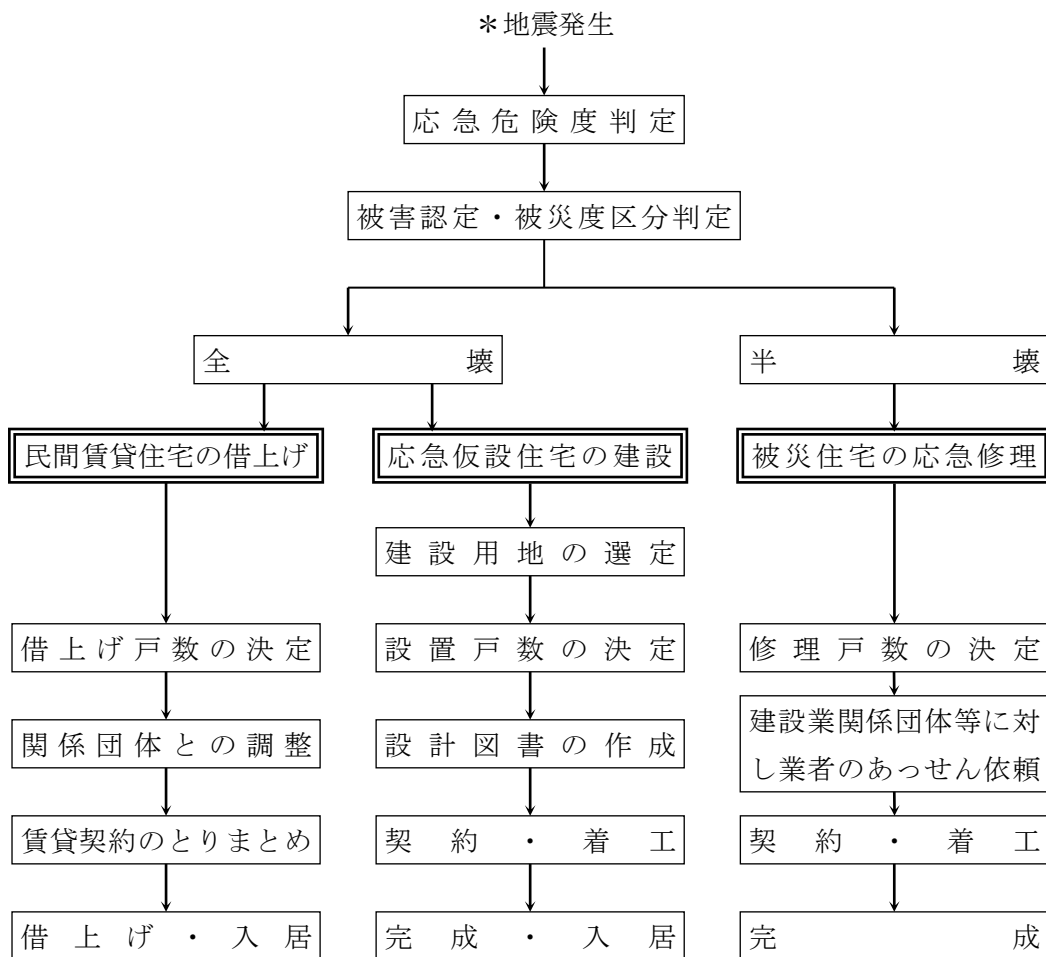 ＊地震発生
応急危険度判定
被害認定・被災度区分判定
全壊
半壊
民間賃貸住宅の借上げ
応急仮設住宅の建設
被災住宅の応急修理
建設用地の選定
借上げ戸数の決定
設置戸数の決定
修理戸数の決定
関係団体との調整
設計図書の作成
建設業関係団体等に対
し業者のあっせん依頼
賃貸契約のとりまとめ
契約・着工
契約・着工
借上げ・入居
完成・入居
完成